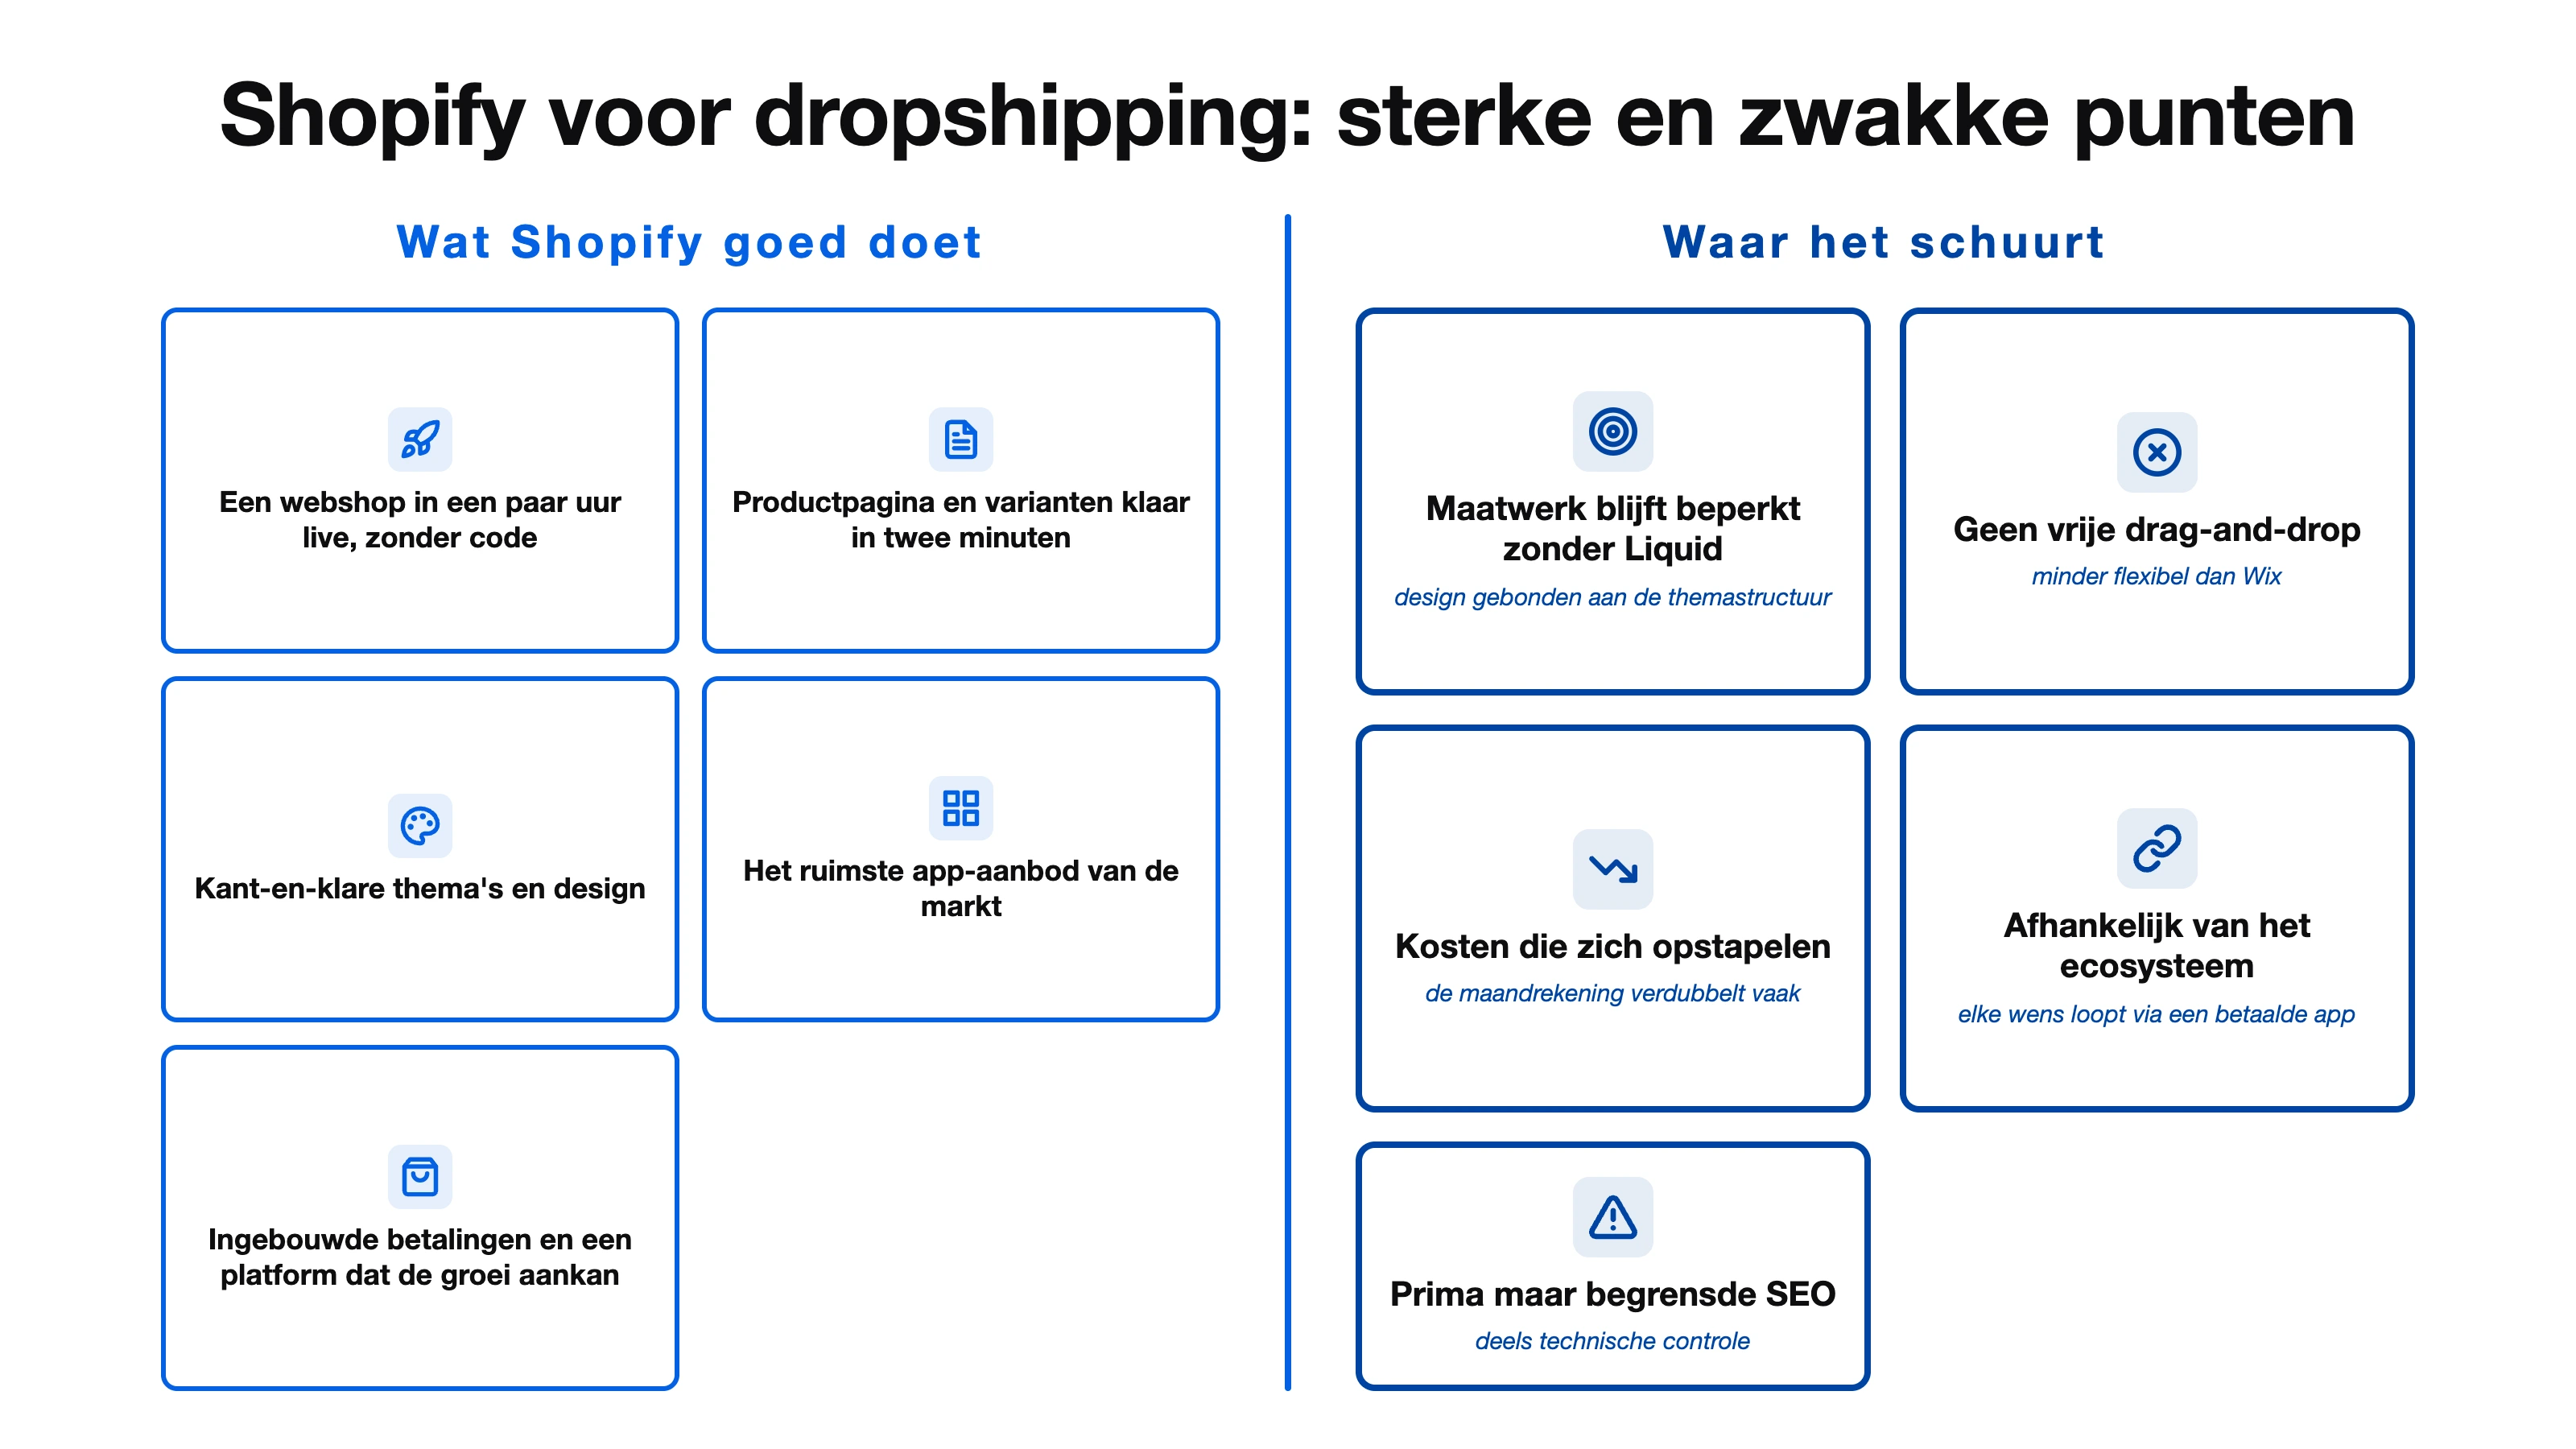 Shopify voor dropshipping: sterke en zwakke punten
Wat Shopify goed doet
Een webshop in een paar uur
live, zonder code
Productpagina en varianten klaar
in twee minuten
Kant-en-klare thema's en design
Het ruimste app-aanbod van de
markt
Ingebouwde betalingen en een
platform dat de groei aankan
Waar het schuurt
Maatwerk blijft beperkt
zonder Liquid
design gebonden aan de themastructuur
Geen vrije drag-and-drop
minder flexibel dan Wix
Kosten die zich opstapelen
de maandrekening verdubbelt vaak
Afhankelijk van het
ecosysteem
elke wens loopt via een betaalde app
Prima maar begrensde SEO
deels technische controle